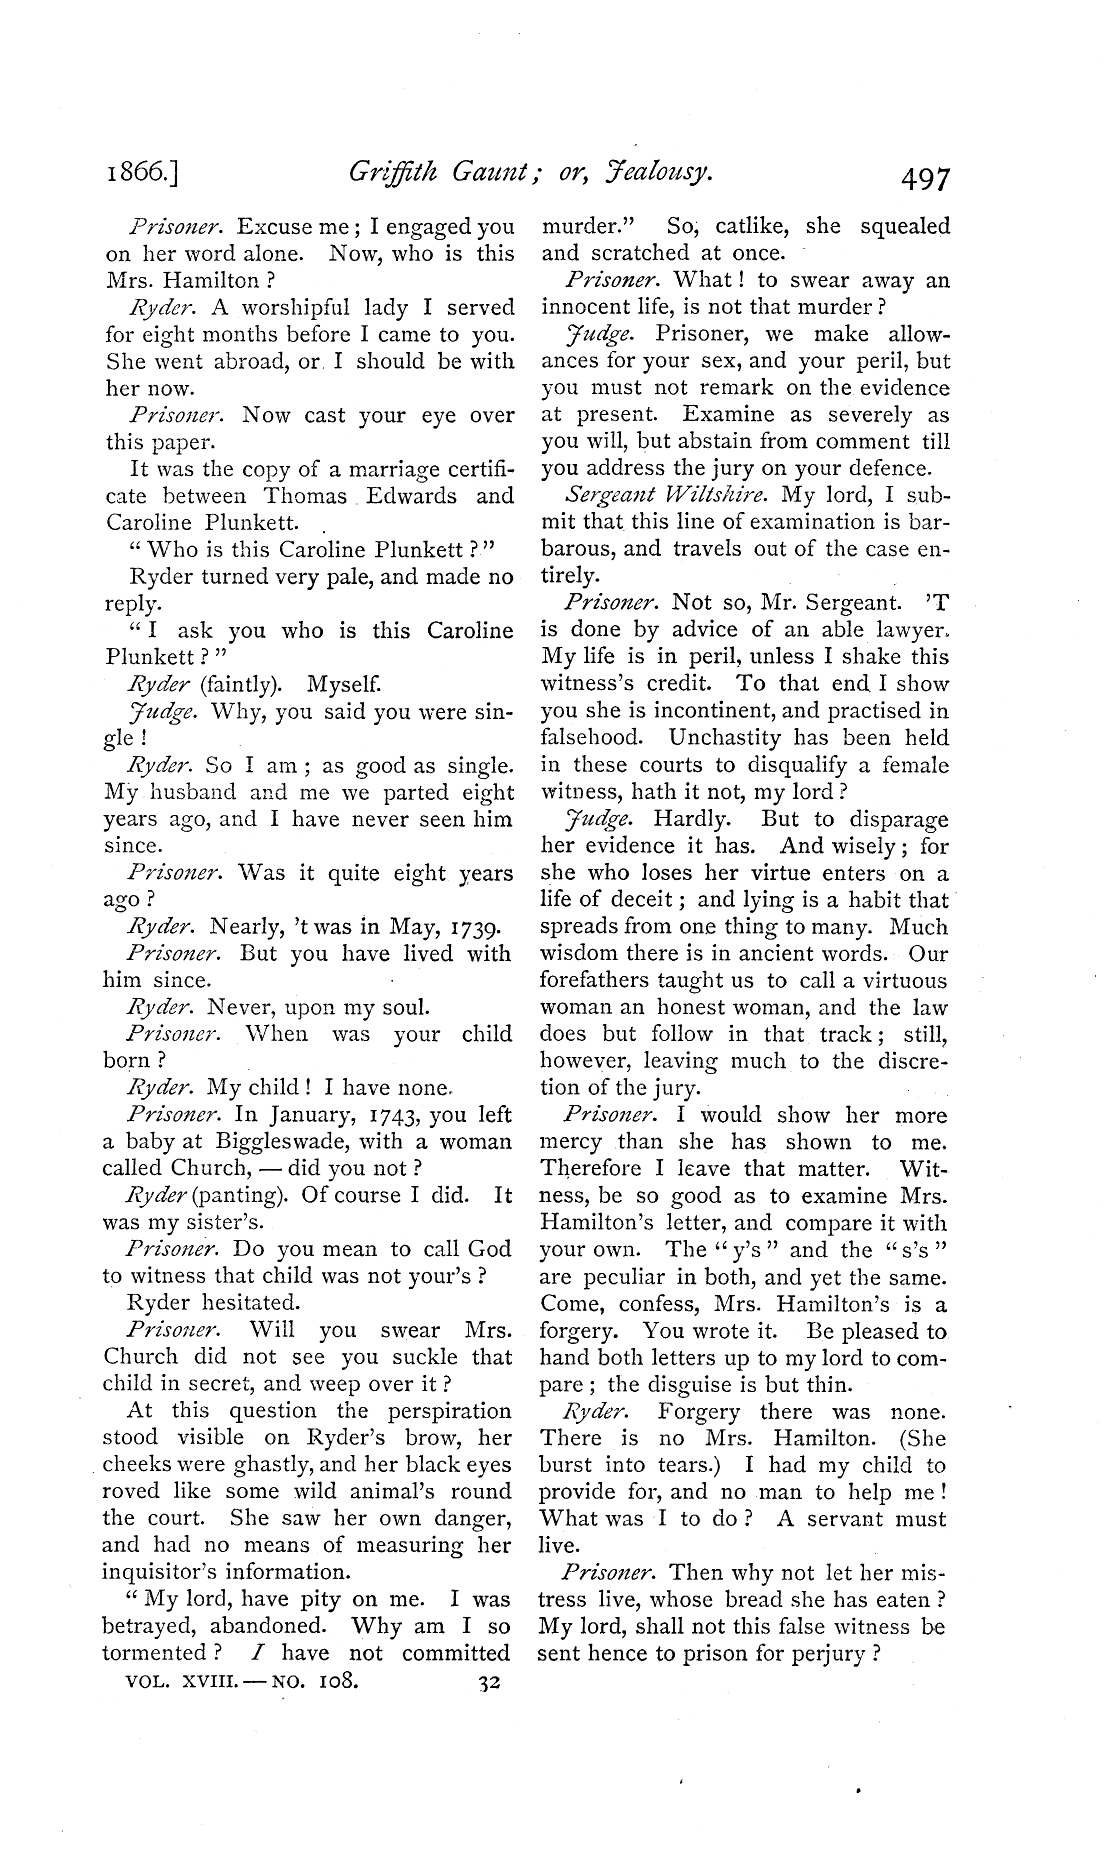 1866.] Griffith Gaunt; or, Jealousy. 497
Prisoner. Excuse me; I engaged you
on her word alone. Now, who is this
Mrs. Hamilton?
Ryder. A worshipful lady I served
for eight months before I came to you.
She went abroad, or I should be with
her now.
Prisoner. Now cast your eye over
this paper.
It was the copy of a marriage certifi-
cate between Thomas Edwards and
Caroline Plunkett.
"Who is this Caroline Plunkett?"
Ryder turned very pale, and made no
reply.
"I ask you who is this Caroline
Plunkett?"
Ryder (faintly). Myself.
Judge. Why, you said you were sin-
gle!
Ryder. So I am; as good as single.
My husband and me we parted eight
years ago, and I have never seen him
since.
Prisoner. Was it quite eight years
ago?
Ryder. Nearly, 't was in May, 1739.
Prisoner. But you have lived with
him since.
Ryder. Never, upon my soul.
Prisoner. When was your child
born?
Ryder. My child! I have none.
Prisoner. In January, 1743, you left
a baby at Biggleswade, with a woman
called Church, — did you not?
Ryder (panting). Of course I did. It
was my sister's.
Prisoner. Do you mean to call God
to witness that child was not your's?
Ryder hesitated.
Prisoner. Will you swear Mrs.
Church did not see you suckle that
child in secret, and weep over it?
At this question the perspiration
stood visible on Ryder's brow, her
cheeks were ghastly, and her black eyes
roved like some wild animal's round
the court. She saw her own danger,
and had no means of measuring her
inquisitor's information.
"My lord, have pity on me. I was
betrayed, abandoned. Why am I so
tormented? I have not committed
VOL. XVIII. — NO. 108. 32
murder." So, catlike, she squealed
and scratched at once.
Prisoner. What! to swear away an
innocent life, is not that murder?
Judge. Prisoner, we make allow-
ances for your sex, and your peril, but
you must not remark on the evidence
at present. Examine as severely as
you will, but abstain from comment till
you address the jury on your defence.
Sergeant Wiltshire. My lord, I sub-
mit that this line of examination is bar-
barous, and travels out of the case en-
tirely.
Prisoner. Not so, Mr. Sergeant. 'T
is done by advice of an able lawyer.
My life is in peril, unless I shake this
witness's credit. To that end I show
you she is incontinent, and practised in
falsehood. Unchastity has been held
in these courts to disqualify a female
witness, hath it not, my lord?
Judge. Hardly. But to disparage
her evidence it has. And wisely; for
she who loses her virtue enters on a
life of deceit; and lying is a habit that
spreads from one thing to many. Much
wisdom there is in ancient words. Our
forefathers taught us to call a virtuous
woman an honest woman, and the law
does but follow in that track; still,
however, leaving much to the discre-
tion of the jury.
Prisoner. I would show her more
mercy than she has shown to me.
Therefore I leave that matter. Wit-
ness, be so good as to examine Mrs.
Hamilton's letter, and compare it with
your own. The "y's" and the "s's"
are peculiar in both, and yet the same.
Come, confess, Mrs. Hamilton's is a
forgery. You wrote it. Be pleased to
hand both letters up to my lord to com-
pare; the disguise is but thin.
Ryder. Forgery there was none.
There is no Mrs. Hamilton. (She
burst into tears.) I had my child to
provide for, and no man to help me!
What was I to do? A servant must
live.
Prisoner. Then why not let her mis-
tress live, whose bread she has eaten?
My lord, shall not this false witness be
sent hence to prison for perjury?